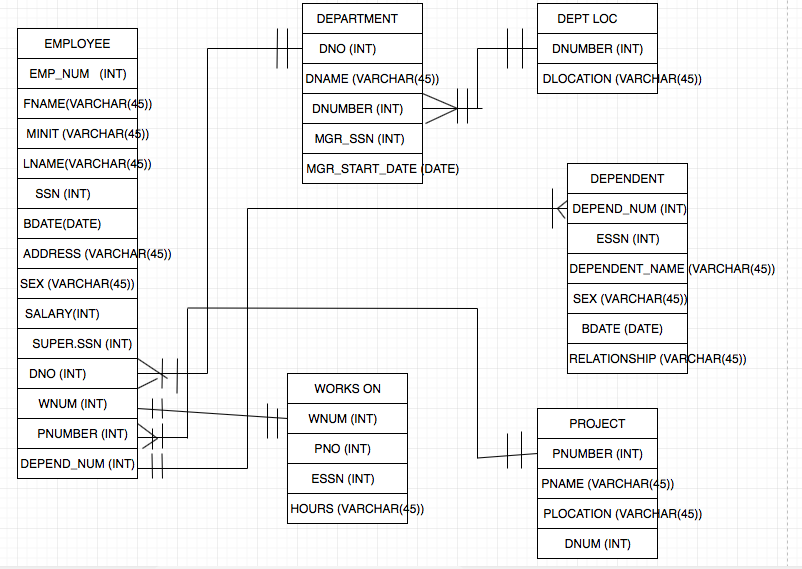 EMPLOYEE
EMP_NUM (INT)
FNAME(VARCHAR(45))
MINIT (VARCHAR(45))
LNAME(VARCHAR(45))
SSN (INT)
BDATE(DATE)
ADDRESS (VARCHAR(45))
SEX (VARCHAR(45))
SALARY(INT)
SUPER.SSN (INT)
DNO (INT)
WNUM (INT)
PNUMBER (INT)
DEPEND_NUM (INT)
DEPARTMENT
DNO (INT)
DNAME (VARCHAR(45))
DNUMBER (INT)
MGR_SSN (INT)
MGR_START_DATE (DATE)
DEPT LOC
DNUMBER (INT)
DLOCATION (VARCHAR(45))
DEPENDENT
DEPEND_NUM (INT)
ESSN (INT)
DEPENDENT_NAME (VARCHAR(45))
SEX (VARCHAR(45))
BDATE (DATE)
RELATIONSHIP (VARCHAR(45))
WORKS ON
WNUM (INT)
PNO (INT)
ESSN (INT)
HOURS (VARCHAR(45))
PROJECT
PNUMBER (INT)
PNAME (VARCHAR(45))
PLOCATION (VARCHAR(45))
DNUM (INT)